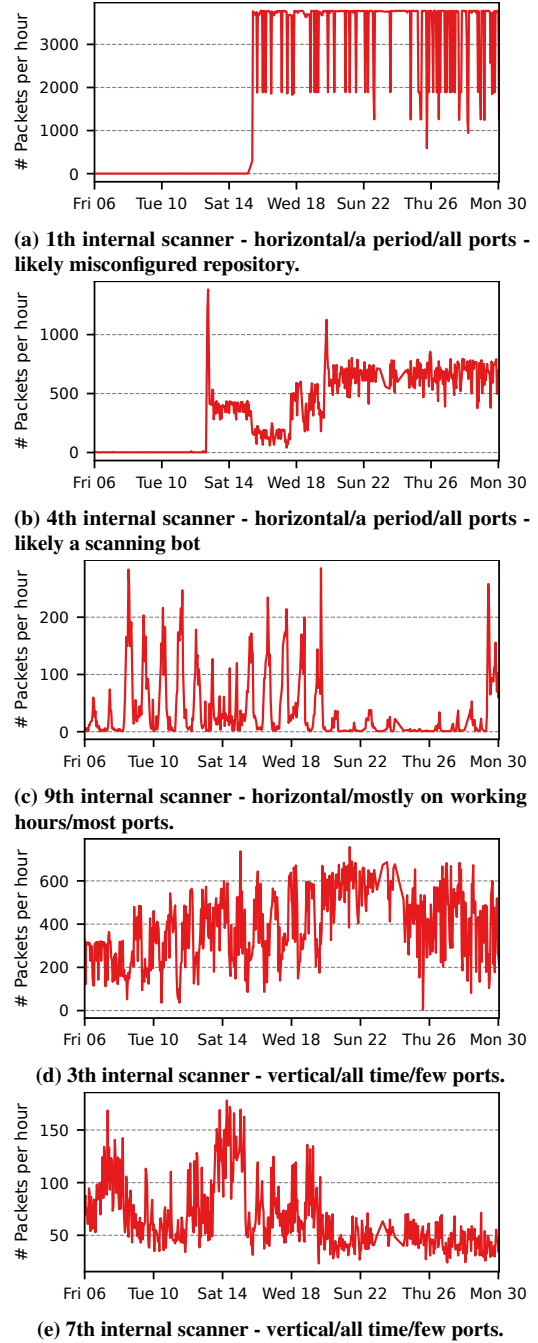 # Packets per hour
3000
2000
1000
0
Fri 06 Tue 10 Sat 14 Wed 18 Sun 22 Thu 26 Mon 30
(a) 1th internal scanner - horizontal/a period/all ports -
likely misconfigured repository.
# Packets per hour
1000
500
0
Fri 06 Tue 10 Sat 14 Wed 18 Sun 22 Thu 26 Mon 30
(b) 4th internal scanner - horizontal/a period/all ports -
likely a scanning bot
# Packets per hour
200
100
0
Fri 06 Tue 10 Sat 14 Wed 18 Sun 22 Thu 26 Mon 30
(c) 9th internal scanner - horizontal/mostly on working
hours/most ports.
# Packets per hour
600
400
200
0
Fri 06 Tue 10 Sat 14 Wed 18 Sun 22 Thu 26 Mon 30
(d) 3th internal scanner - vertical/all time/few ports.
# Packets per hour
150
100
50
Fri 06 Tue 10 Sat 14 Wed 18 Sun 22 Thu 26 Mon 30
(e) 7th internal scanner - vertical/all time/few ports.